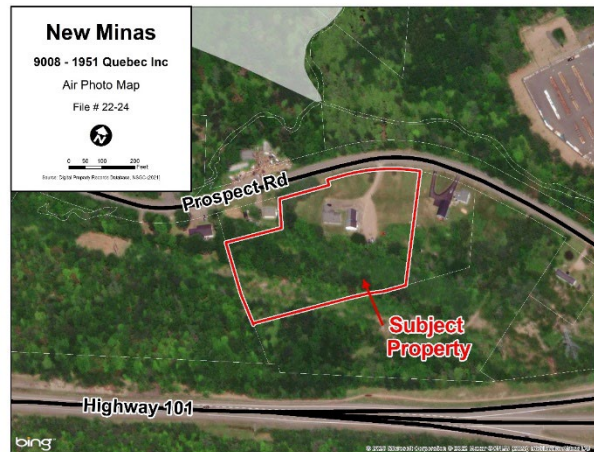 New Minas
9008 - 1951 Quebec Inc
Air Photo Map
File # 22-24
0 50 100 200
Feet
Source: Digital Property Records Database, NSGC (2021)
Prospect Rd
Subject
Property
Highway 101
bing